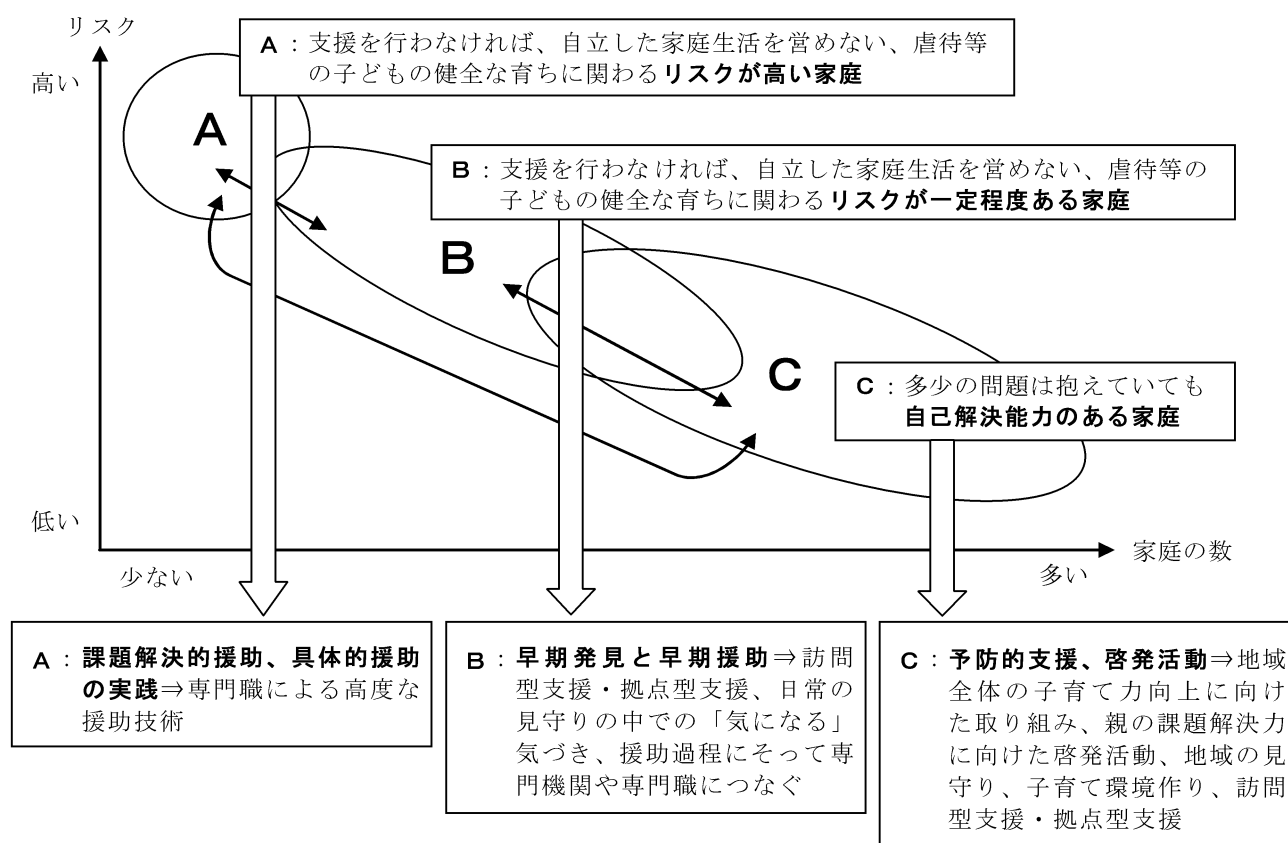 リスク
高い
A：支援を行わなければ、自立した家庭生活を営めない、虐待等
の子どもの健全な育ちに関わるリスクが高い家庭
A
B：支援を行わなければ、自立した家庭生活を営めない、虐待等の
子どもの健全な育ちに関わるリスクが一定程度ある家庭
B
C
C：多少の問題は抱えていても
自己解決能力のある家庭
低い
家庭の数
少ない
多い
A：課題解決的援助、具体的援助
の実践⇒専門職による高度な
援助技術
B：早期発見と早期援助⇒訪問
型支援・拠点型支援、日常の
見守りの中での「気になる」
気づき、援助過程にそって専
門機関や専門職につなぐ
C：予防的支援、啓発活動⇒地域
全体の子育て力向上に向け
た取り組み、親の課題解決力
に向けた啓発活動、地域の見
守り、子育て環境作り、訪問
型支援・拠点型支援